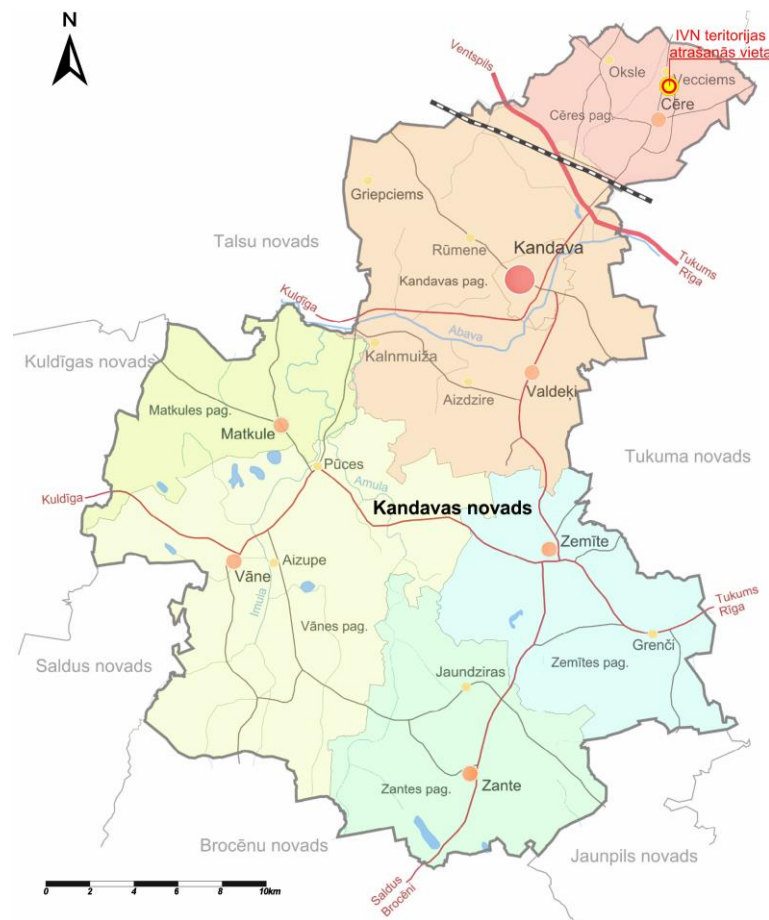 N
IVN teritorijas
atrašanās vieta
Ventspils
Oksle
Vecciems
Cēres pag.
Cēre
Griepciems
Talsu novads
Rūmene
Kandava
Kandavas pag.
Tukums
Rīga
Kuldīga
Abava
Kuldīgas novads
Kalnmuiža
Aizdzire
Valdeķi
Matkules pag.
Matkule
Tukuma novads
Pūces
Amula
Kuldīga
Kandavas novads
Zemīte
Vāne
Aizupe
Imula
Tukums
Rīga
Vānes pag.
Grenči
Saldus novads
Jaundziras
Zemītes pag.
Zantes pag.
Zante
Brocēnu novads
Jaunpils novads
Saldus
Brocēni
0 2 4 6 8 10km